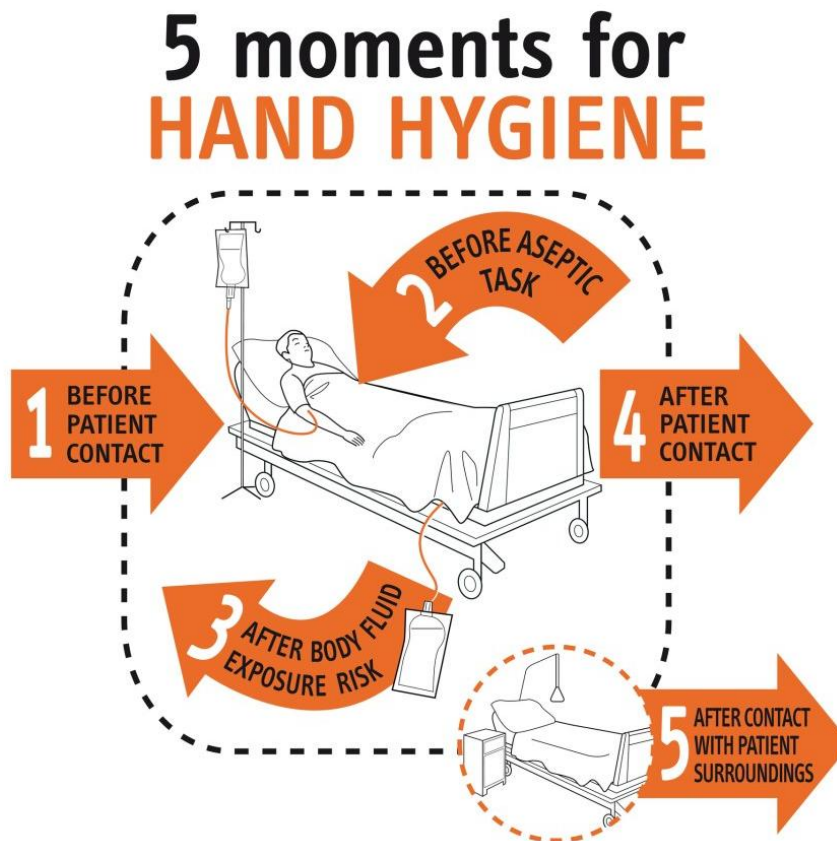 5 moments for
HAND HYGIENE
1 BEFORE
PATIENT
CONTACT
2 BEFORE ASEPTIC
TASK
3 AFTER BODY FLUID
EXPOSURE RISK
4 AFTER
PATIENT
CONTACT
5 AFTER CONTACT
WITH PATIENT
SURROUNDINGS